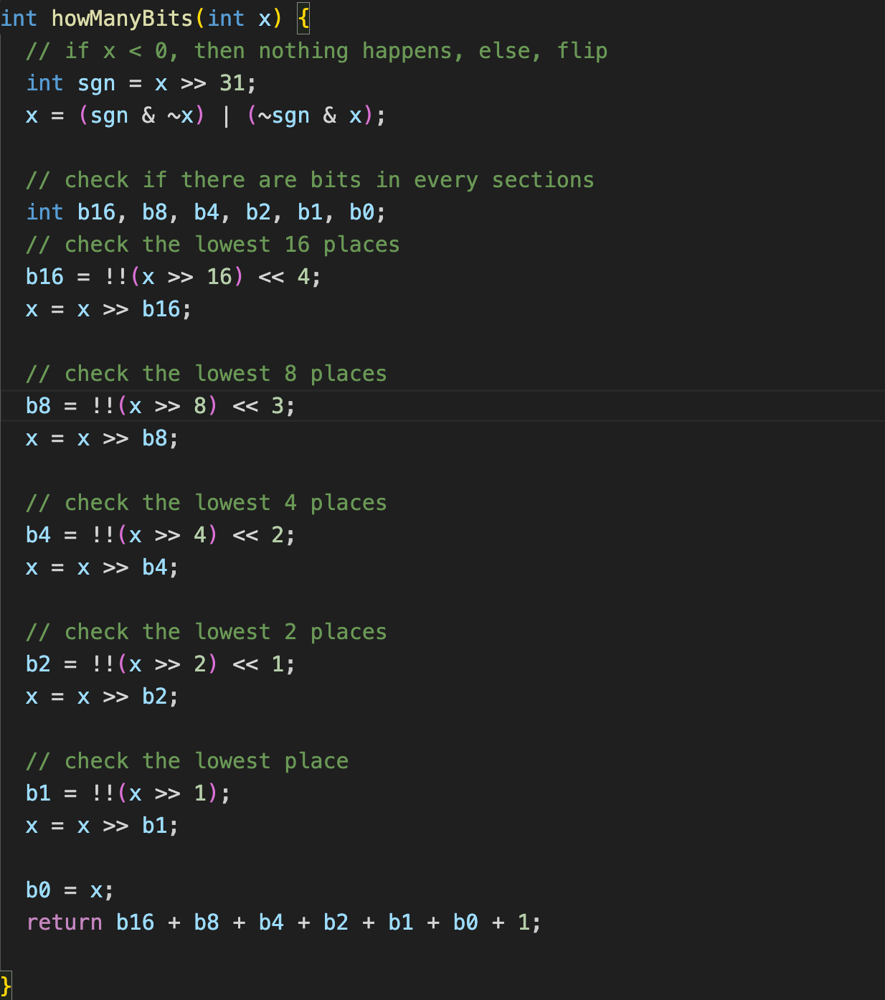 int howManyBits(int x) {
  // if x < 0, then nothing happens, else, flip
  int sgn = x >> 31;
  x = (sgn & ~x) | (~sgn & x);

  // check if there are bits in every sections
  int b16, b8, b4, b2, b1, b0;
  // check the lowest 16 places
  b16 = !!(x >> 16) << 4;
  x = x >> b16;

  // check the lowest 8 places
  b8 = !!(x >> 8) << 3;
  x = x >> b8;

  // check the lowest 4 places
  b4 = !!(x >> 4) << 2;
  x = x >> b4;

  // check the lowest 2 places
  b2 = !!(x >> 2) << 1;
  x = x >> b2;

  // check the lowest place
  b1 = !!(x >> 1);
  x = x >> b1;

  b0 = x;
  return b16 + b8 + b4 + b2 + b1 + b0 + 1;

}